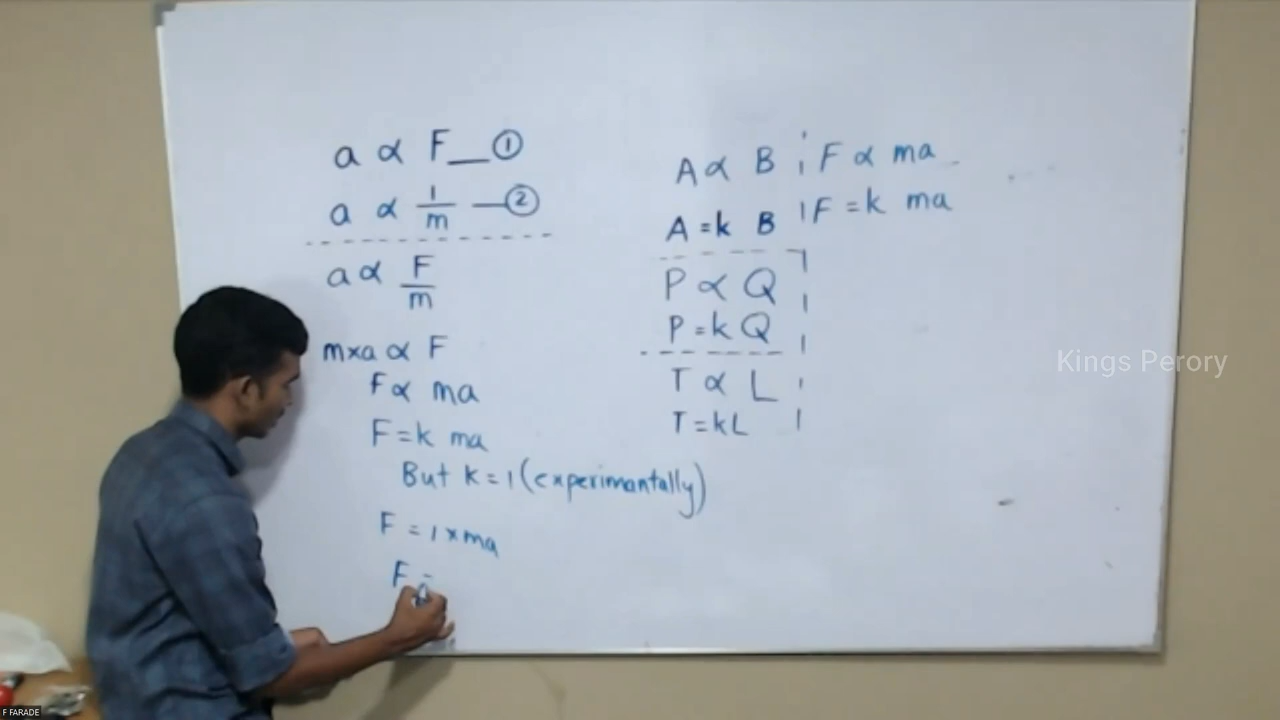 a ∝ F — ①
a ∝ 1/m — ②
a ∝ F/m
m×a ∝ F
F ∝ ma
F = k ma
But k = 1 (experimantally)
F = 1 × ma
F =
A ∝ B
A = k B
P ∝ Q
P = k Q
T ∝ L
T = kL
F ∝ ma
F = k ma
Kings Perory
F FARADE